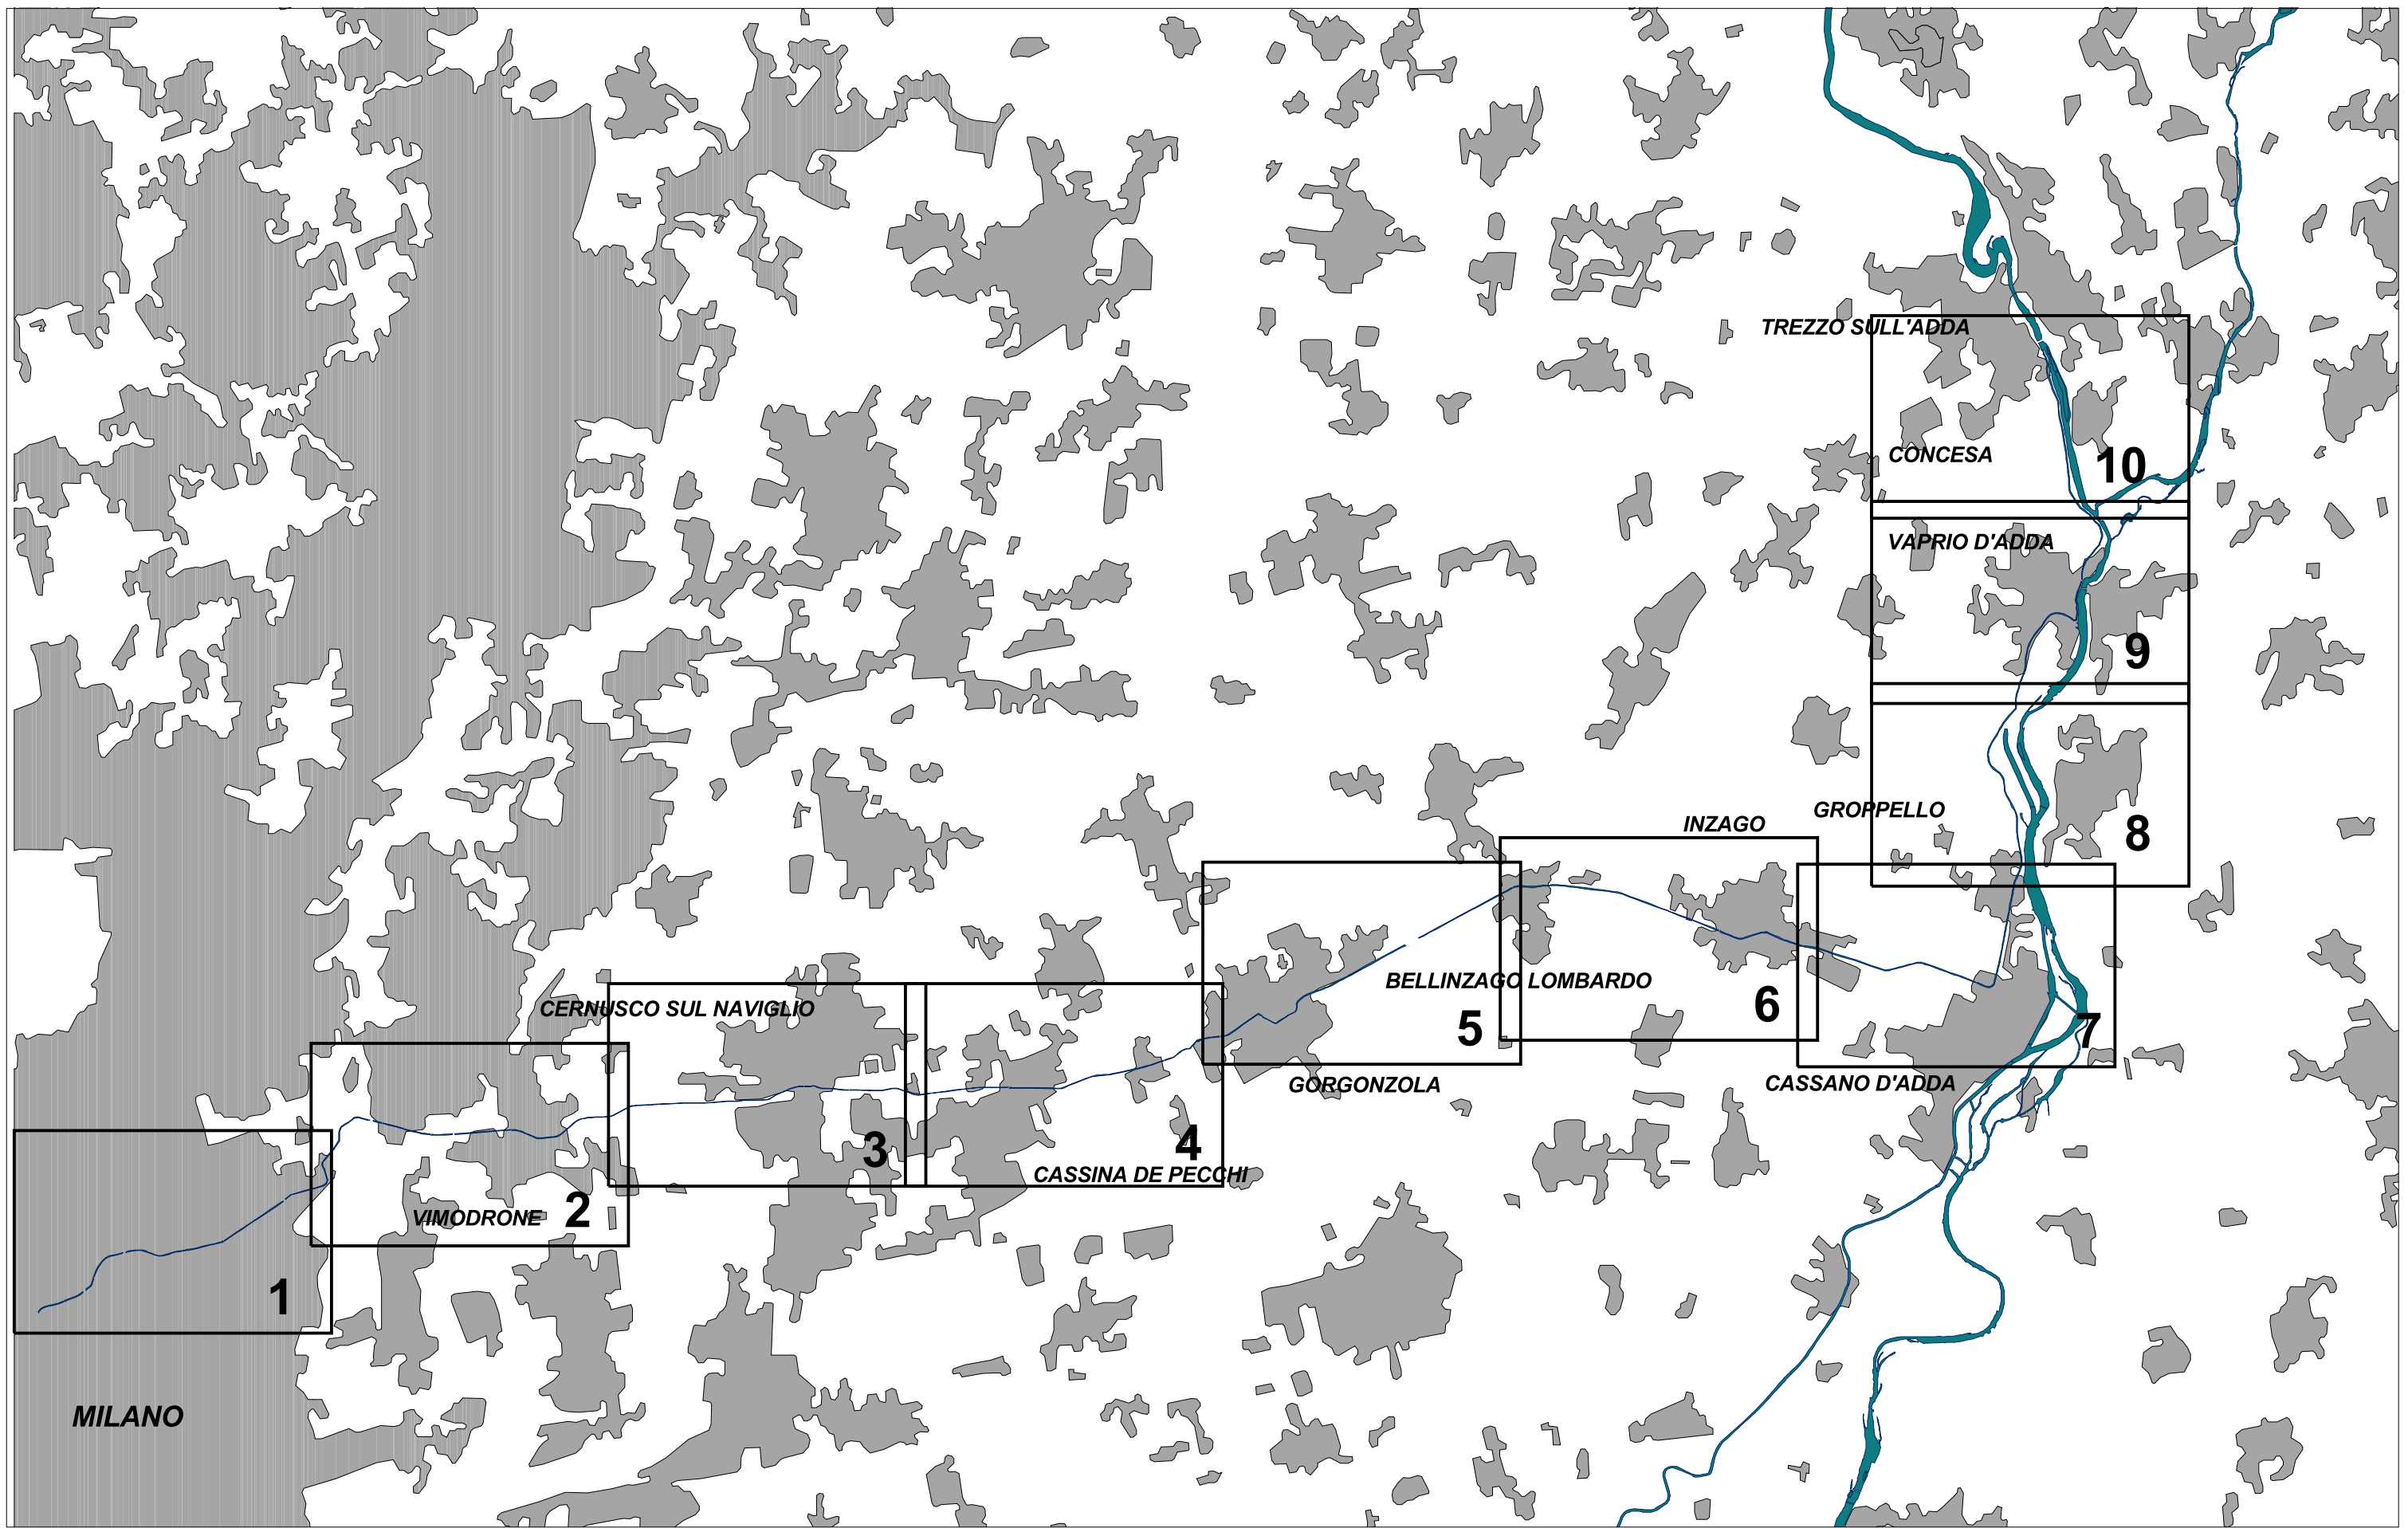 TREZZO SULL'ADDA
CONCESA
10
VAPRIO D'ADDA
9
GROPPELLO
8
INZAGO
BELLINZAGO LOMBARDO
6
5
7
CERNUSCO SUL NAVIGLIO
GORGONZOLA
CASSANO D'ADDA
3
4
CASSINA DE PECCHI
VIMODRONE
2
1
MILANO